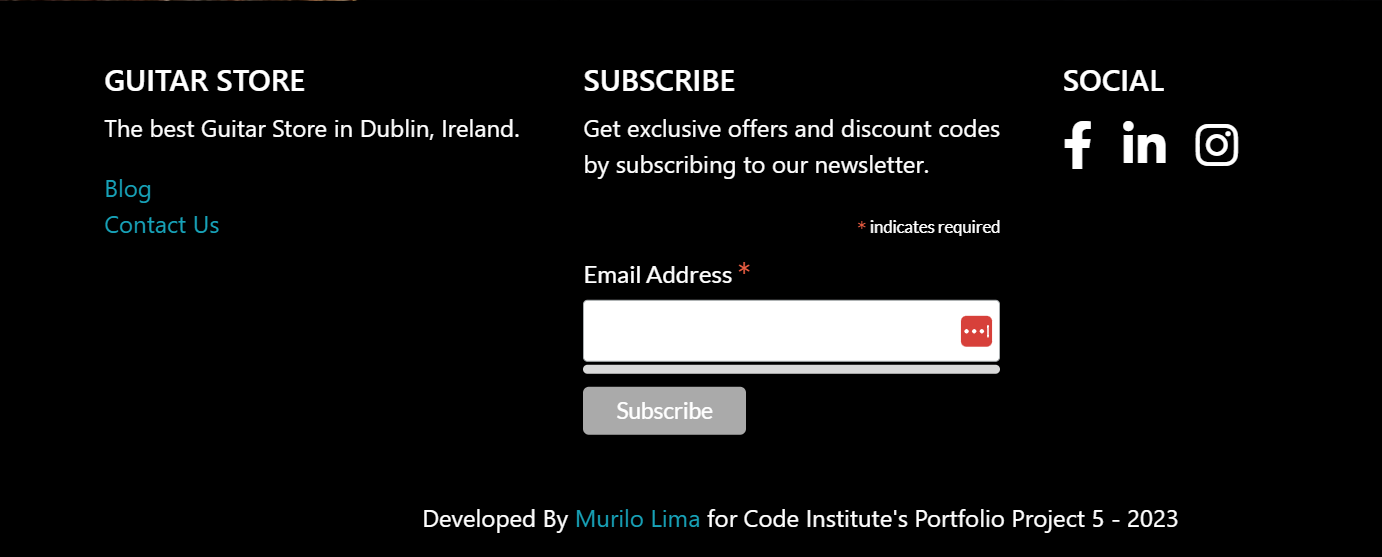 GUITAR STORE
The best Guitar Store in Dublin, Ireland.
Blog
Contact Us
SUBSCRIBE
Get exclusive offers and discount codes
by subscribing to our newsletter.
* indicates required
Email Address *
Subscribe
SOCIAL
Developed By Murilo Lima for Code Institute's Portfolio Project 5 - 2023